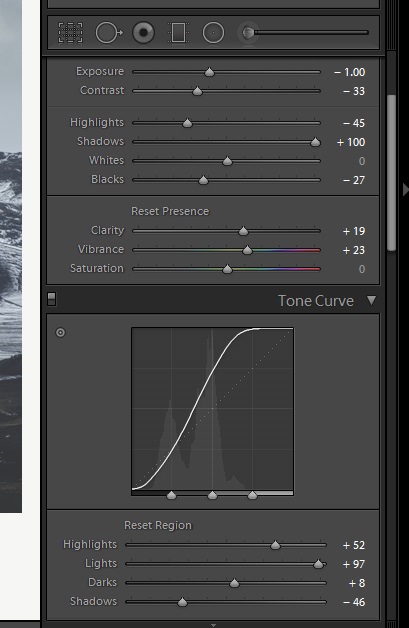 Exposure - 1.00
Contrast - 33
Highlights - 45
Shadows + 100
Whites 0
Blacks - 27
Reset Presence
Clarity + 19
Vibrance + 23
Saturation 0
Tone Curve
Reset Region
Highlights + 52
Lights + 97
Darks + 8
Shadows - 46